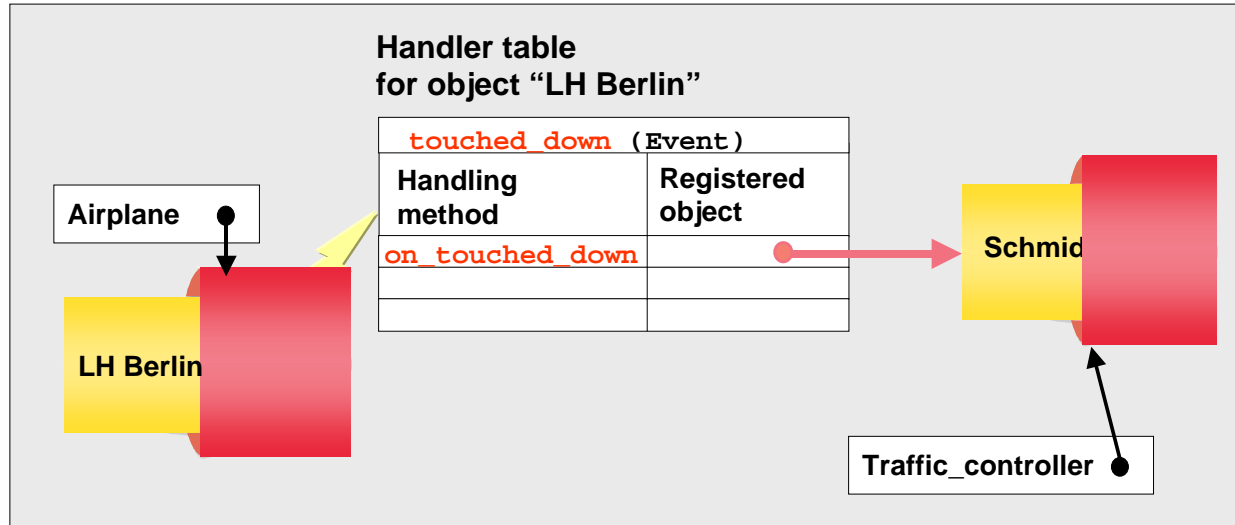 Handler table
for object “LH Berlin”
touched_down (Event)
Handling
method
Registered
object
on_touched_down
Airplane
LH Berlin
Schmid
Traffic_controller